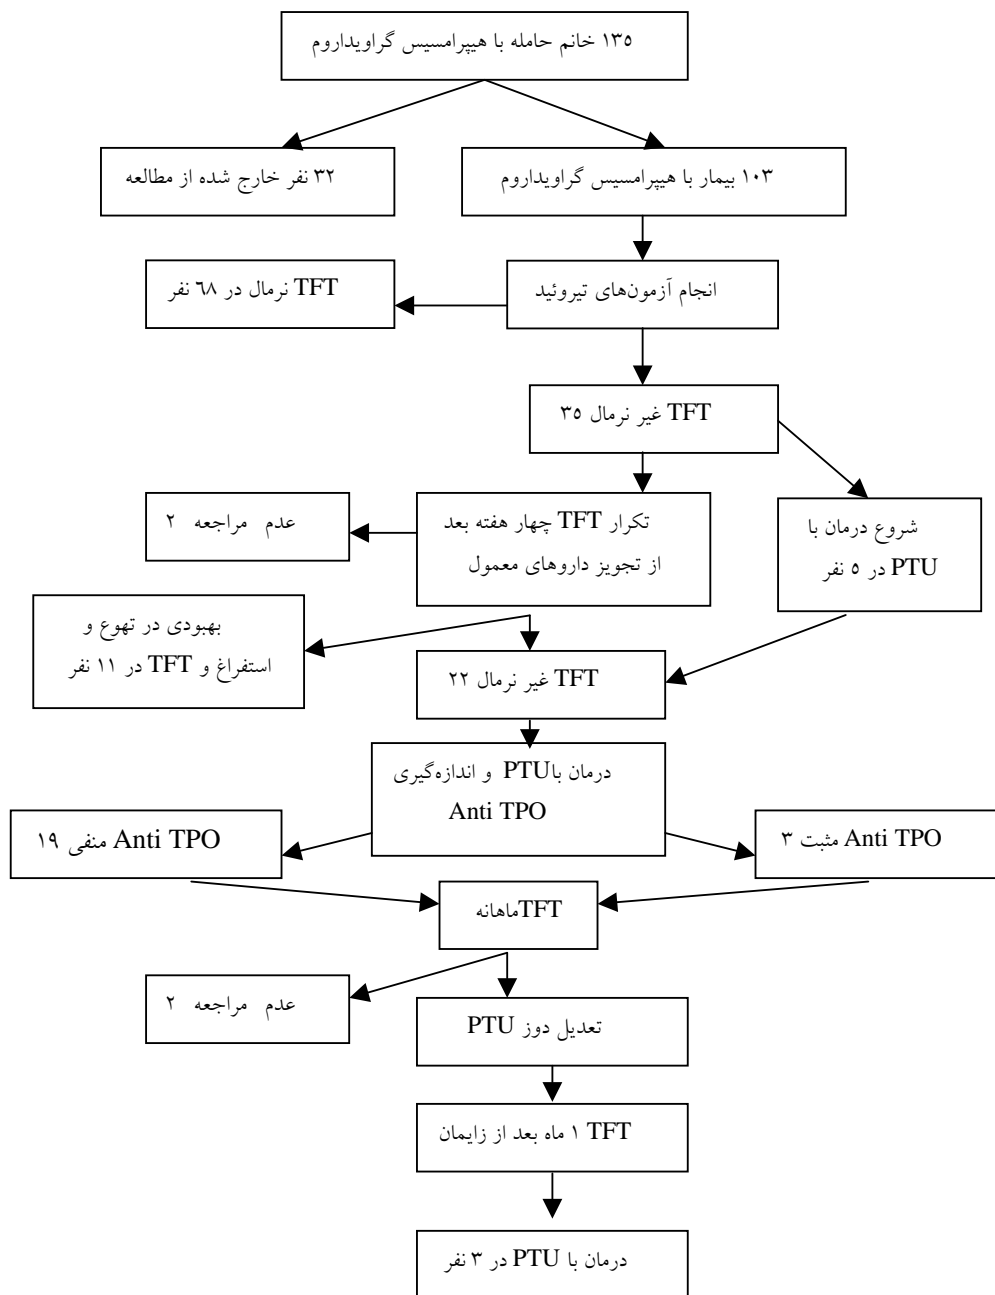 ۱۳۵ خانم حامله با هیپرامسیس گراویداروم
۱۰۳ بیمار با هیپرامسیس گراویداروم
۳۲ نفر خارج شده از مطالعه
انجام آزمون‌های تیروئید
TFT نرمال در ۶۸ نفر
TFT غیر نرمال ۳۵
شروع درمان با
PTU در ۵ نفر
تکرار TFT چهار هفته بعد
از تجویز داروهای معمول
عدم مراجعه ۲
بهبودی در تهوع و
استفراغ و TFT در ۱۱ نفر
TFT غیر نرمال ۲۲
درمان باPTU و اندازه‌گیری
Anti TPO
Anti TPO مثبت ۳
Anti TPO منفی ۱۹
TFTماهانه
عدم مراجعه ۲
تعدیل دوز PTU
TFT ۱ ماه بعد از زایمان
درمان با PTU در ۳ نفر